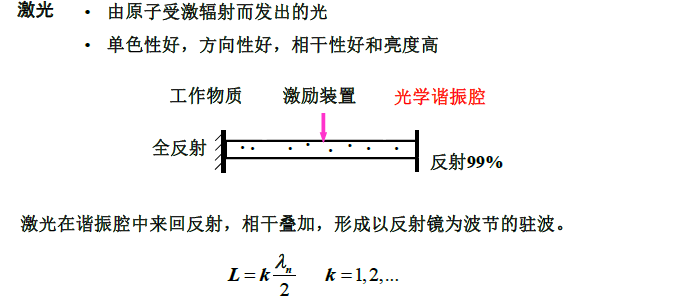 激光 • 由原子受激辐射而发出的光
• 单色性好，方向性好，相干性好和亮度高
工作物质 激励装置 光学谐振腔
全反射
反射99%
激光在谐振腔中来回反射，相干叠加，形成以反射镜为波节的驻波。
L = k λn/2 k = 1,2,...